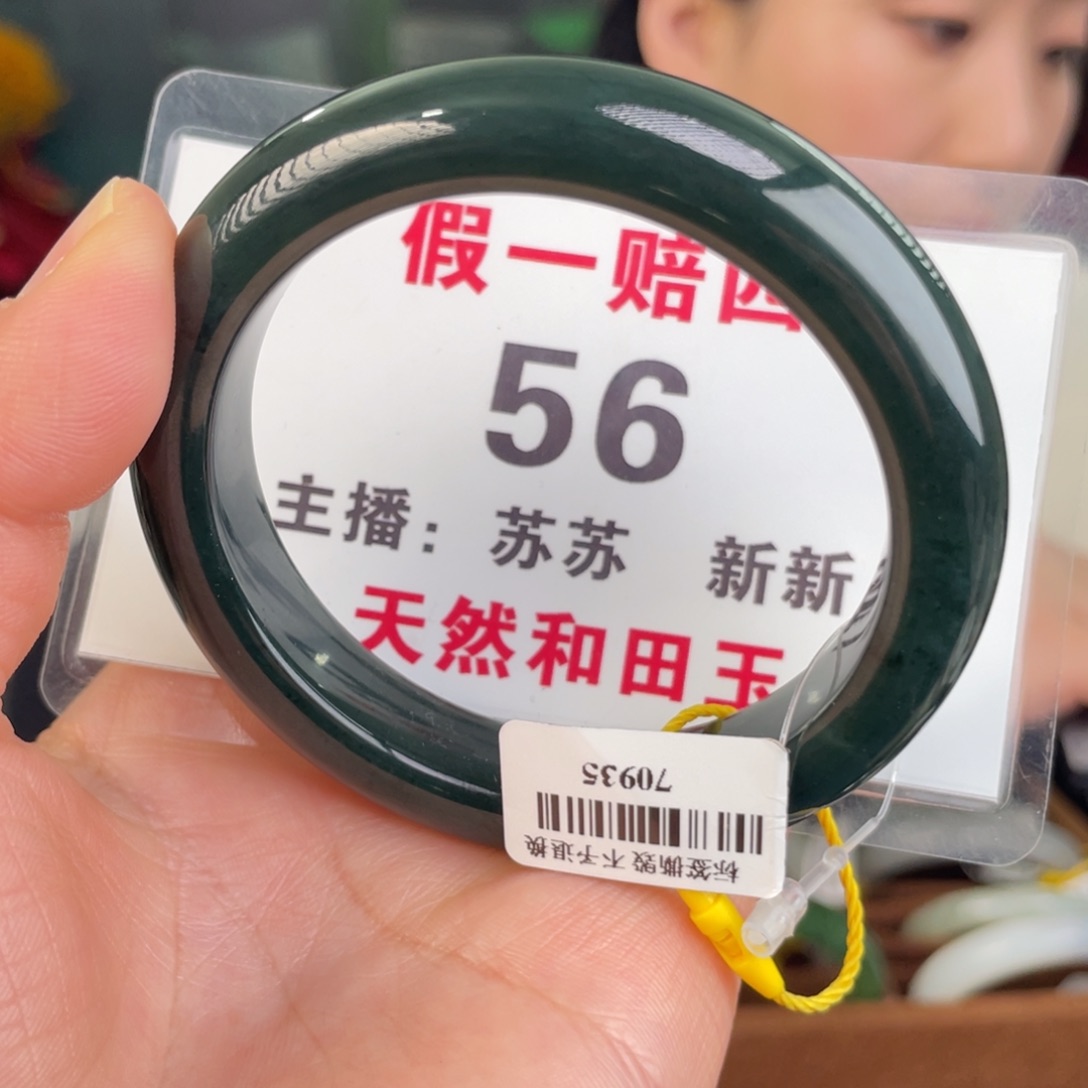 假一赔四
56
主播：苏苏 新新
天然和田玉
70935
标签撕毁不予退换